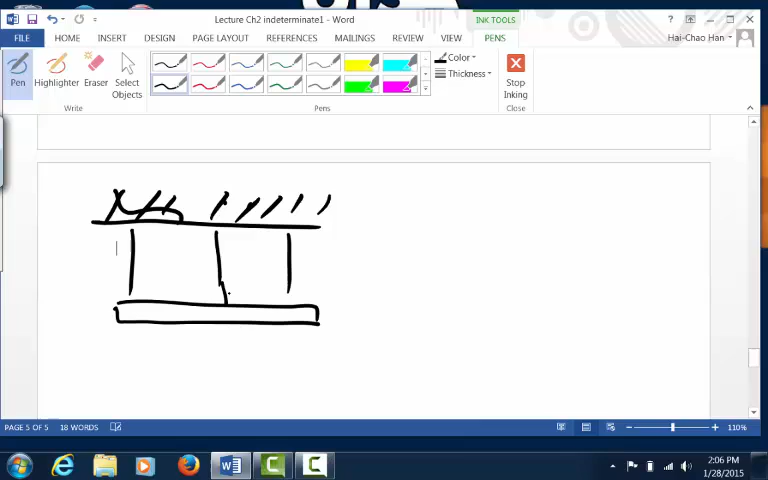 Lecture Ch2 indeterminate1 - Word
INK TOOLS
FILE HOME INSERT DESIGN PAGE LAYOUT REFERENCES MAILINGS REVIEW VIEW PENS
Hai-Chao Han
Pen Highlighter Eraser Select Objects
Color
Thickness
Stop Inking
Write Pens Close
PAGE 5 OF 5 18 WORDS
110%
2:06 PM
1/28/2015